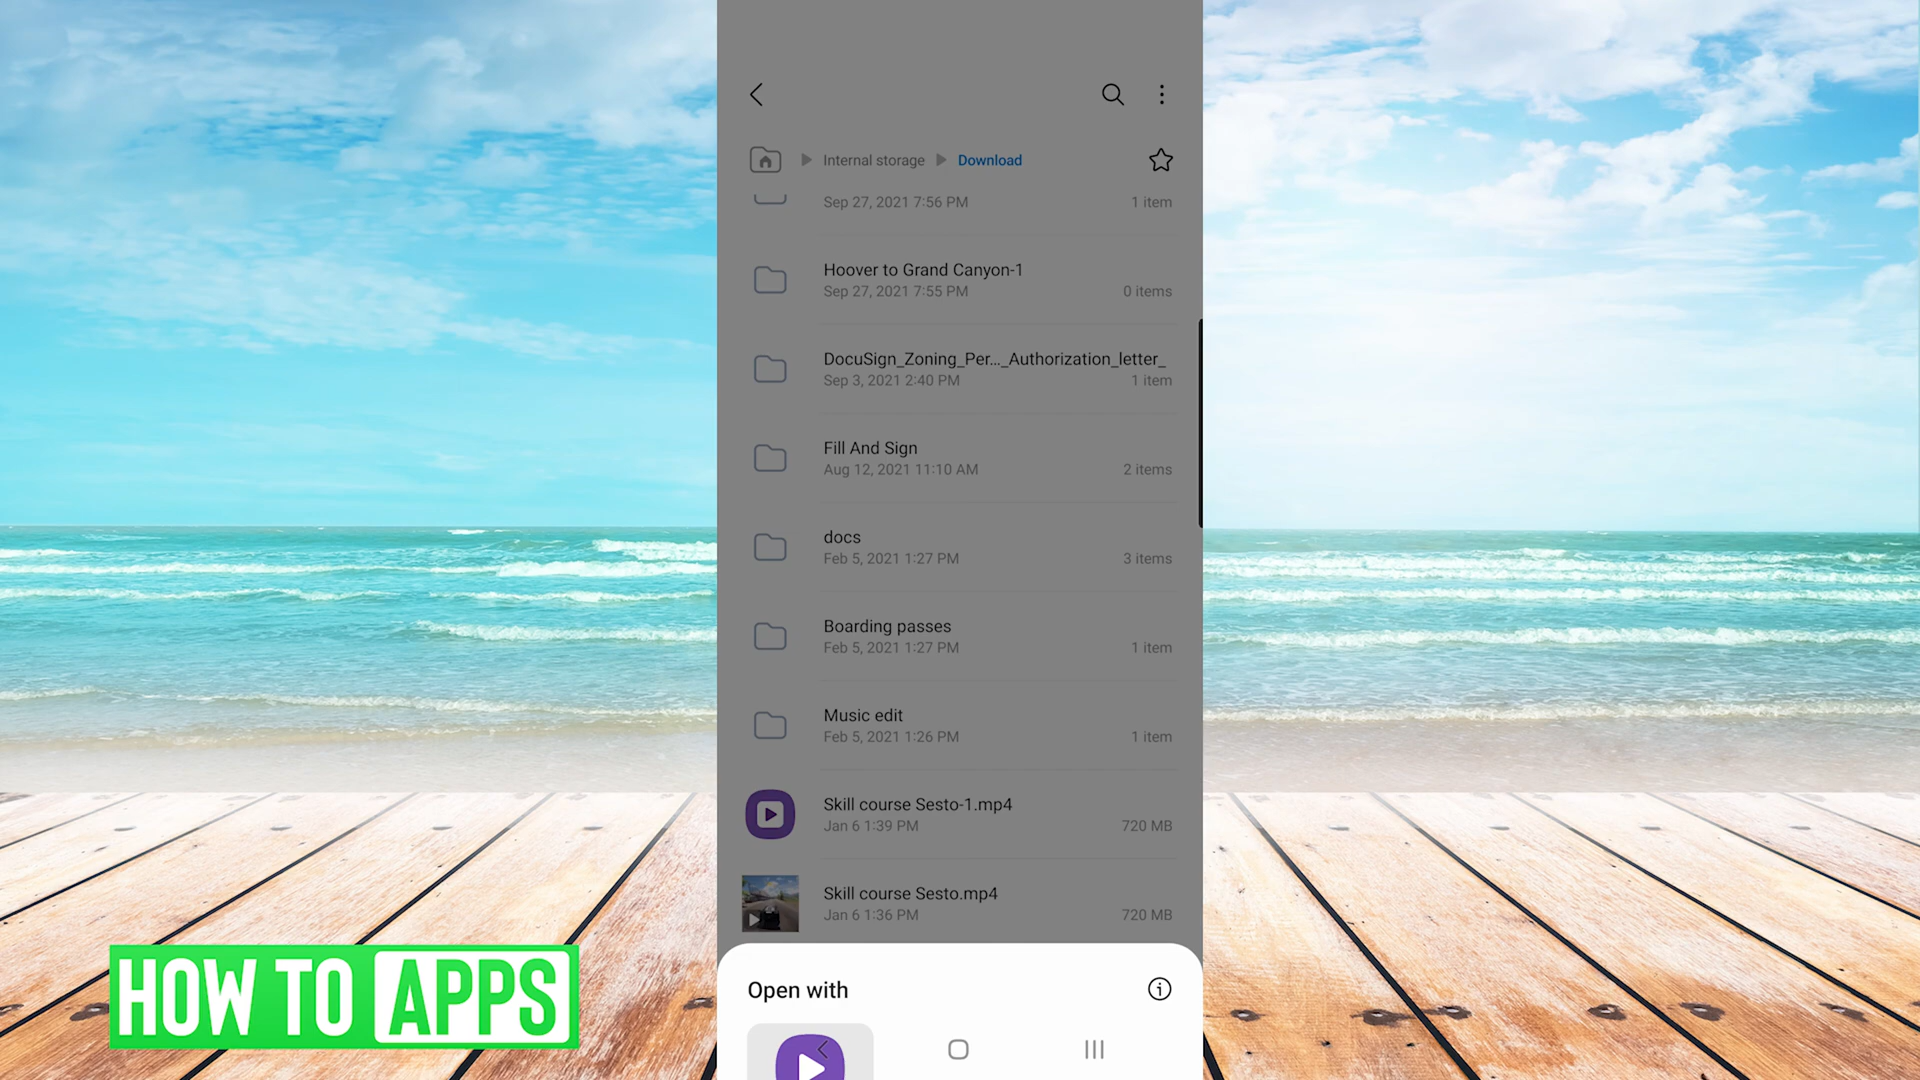 Internal storage Download
Sep 27, 2021 7:56 PM 1 item
Hoover to Grand Canyon-1
Sep 27, 2021 7:55 PM 0 items
DocuSign_Zoning_Per..._Authorization_letter_
Sep 3, 2021 2:40 PM 1 item
Fill And Sign
Aug 12, 2021 11:10 AM 2 items
docs
Feb 5, 2021 1:27 PM 3 items
Boarding passes
Feb 5, 2021 1:27 PM 1 item
Music edit
Feb 5, 2021 1:26 PM 1 item
Skill course Sesto-1.mp4
Jan 6 1:39 PM 720 MB
Skill course Sesto.mp4
Jan 6 1:36 PM 720 MB
Open with
HOW TO APPS